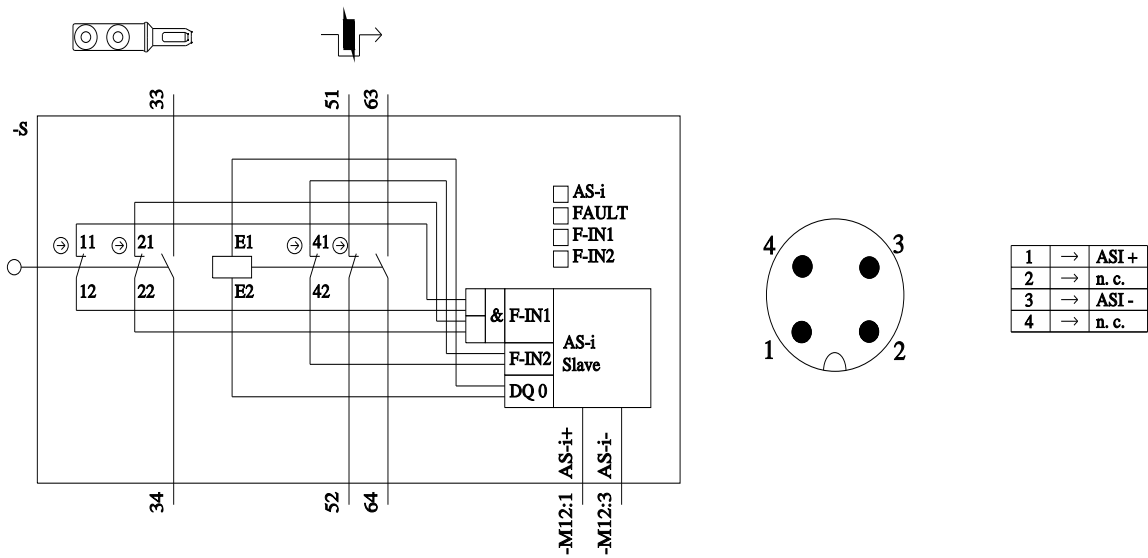 33
51 63
-S
AS-i
FAULT
F-IN1
F-IN2
11 21 E1 41
12 22 E2 42
& F-IN1
F-IN2
DQ 0
AS-i
Slave
34
52 64
-M12:1 AS-i+
-M12:3 AS-i-
4 3
1 2
1 → ASI +
2 → n. c.
3 → ASI -
4 → n. c.